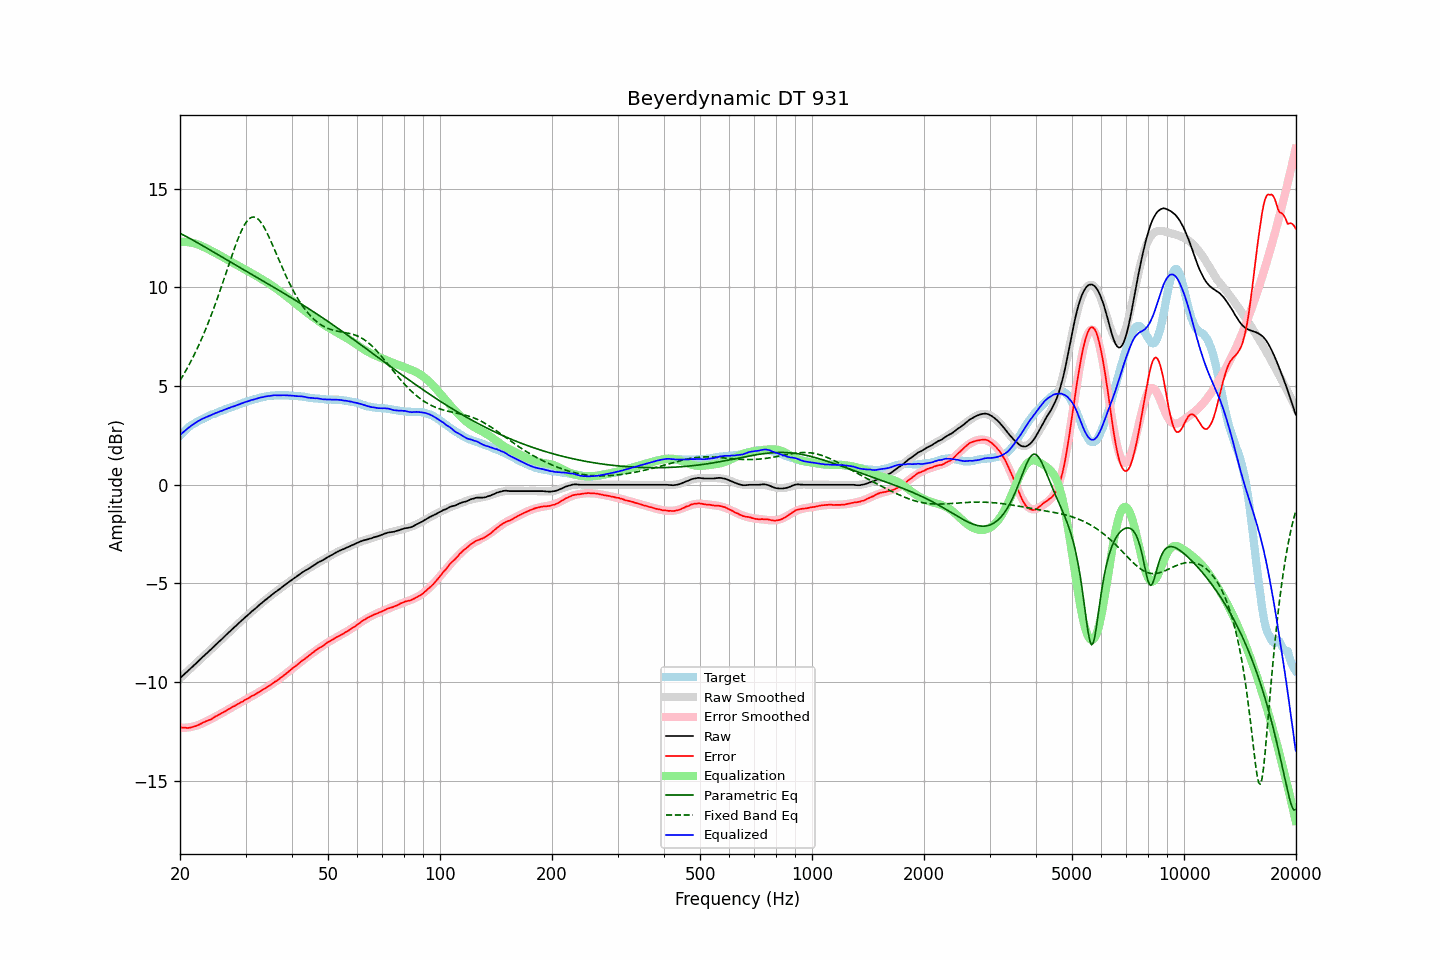 Beyerdynamic DT 931
Amplitude (dBr)
15
10
5
0
−5
−10
−15
Target
Raw Smoothed
Error Smoothed
Raw
Error
Equalization
Parametric Eq
Fixed Band Eq
Equalized
20 50 100 200 500 1000 2000 5000 10000 20000
Frequency (Hz)